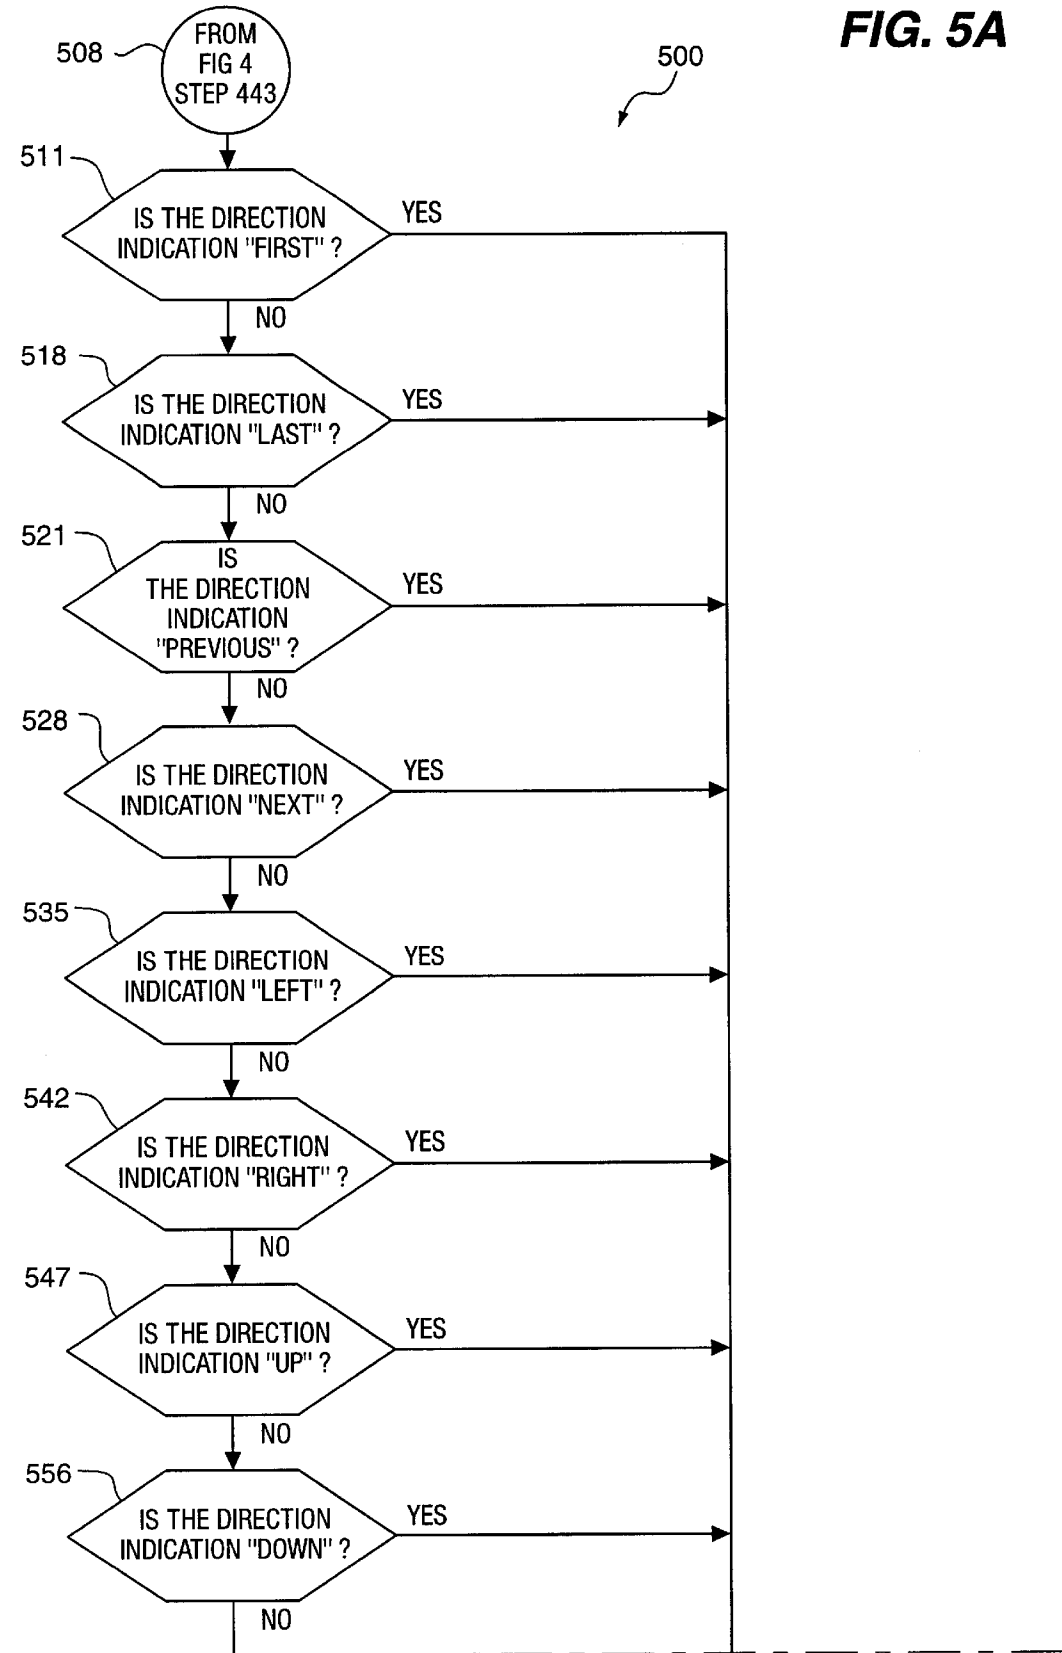 FIG. 5A
508
FROM
FIG 4
STEP 443
500
511
IS THE DIRECTION
INDICATION "FIRST" ?
YES
NO
518
IS THE DIRECTION
INDICATION "LAST" ?
YES
NO
521
IS
THE DIRECTION
INDICATION
"PREVIOUS" ?
YES
NO
528
IS THE DIRECTION
INDICATION "NEXT" ?
YES
NO
535
IS THE DIRECTION
INDICATION "LEFT" ?
YES
NO
542
IS THE DIRECTION
INDICATION "RIGHT" ?
YES
NO
547
IS THE DIRECTION
INDICATION "UP" ?
YES
NO
556
IS THE DIRECTION
INDICATION "DOWN" ?
YES
NO